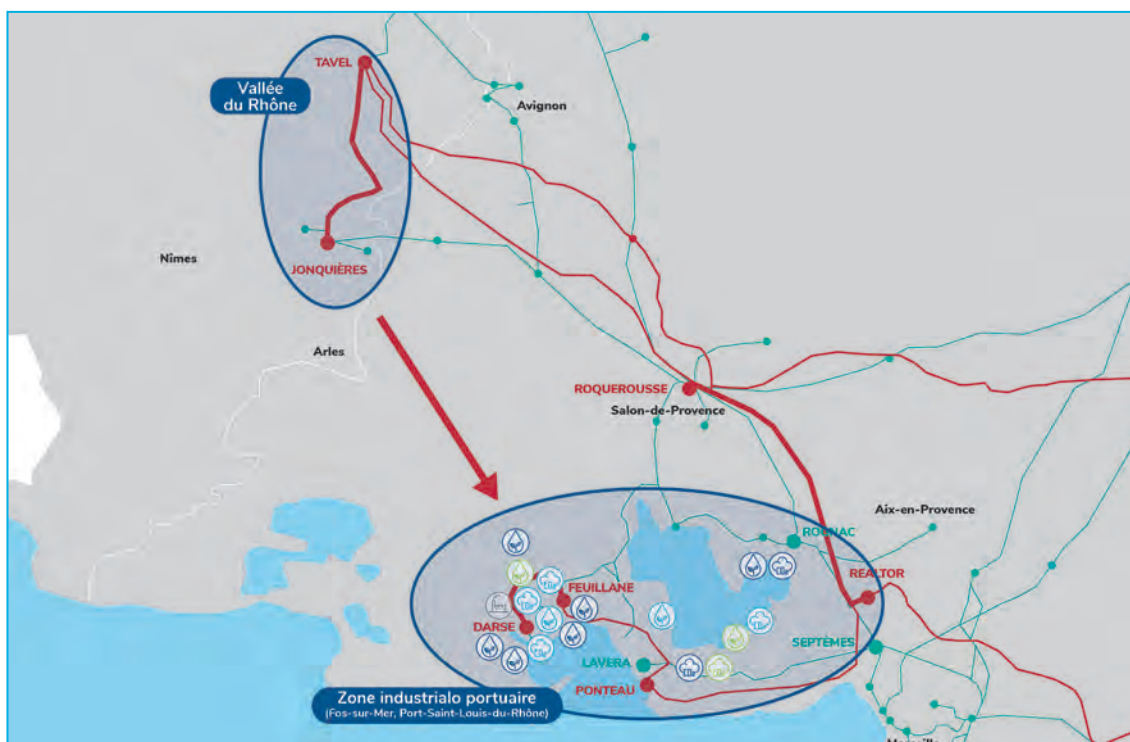 TAVEL
Vallée
du Rhône
Avignon
Nîmes
JONQUIÈRES
Arles
ROQUEROUSSE
Salon-de-Provence
Aix-en-Provence
ROGNAC
REALTOR
FEUILLANE
DARSE
SEPTÈMES
LAVERA
PONTEAU
Zone industrialo portuaire
(Fos-sur-Mer, Port-Saint-Louis-du-Rhône)